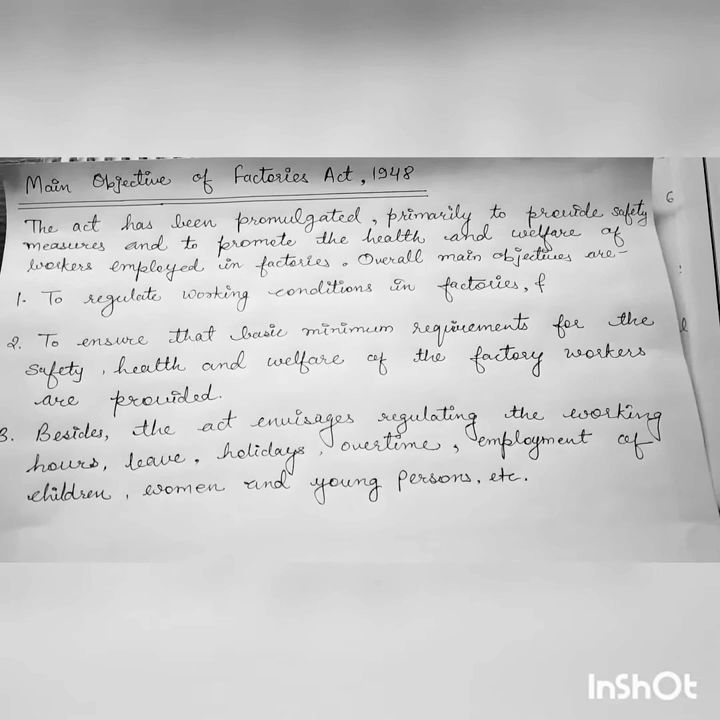 Main Objective of Factories Act, 1948
The act has been promulgated, primarily to provide safety
measures and to promote the health and welfare of
workers employed in factories. Overall main objectives are-
1. To regulate working conditions in factories, &
2. To ensure that basic minimum requirements for the
safety, health and welfare of the factory workers
are provided.
3. Besides, the act envisages regulating the working
hours, leave, holidays, overtime, employment of
children, women and young persons, etc.
InShOt